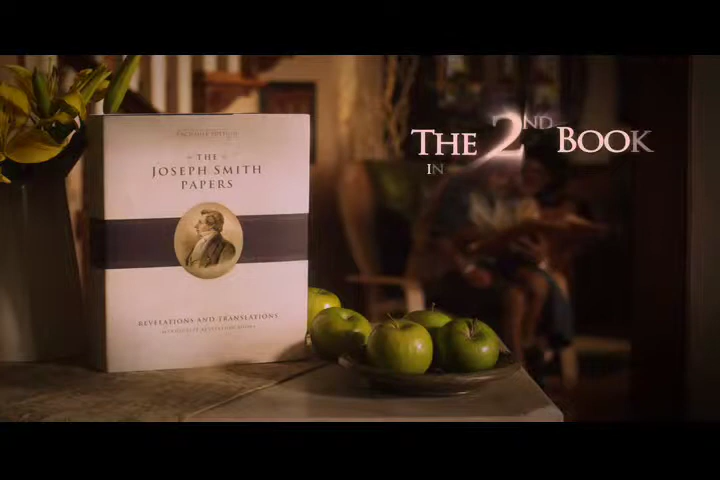 THE
JOSEPH SMITH
PAPERS
REVELATIONS AND TRANSLATIONS
THE 2ND BOOK
IN